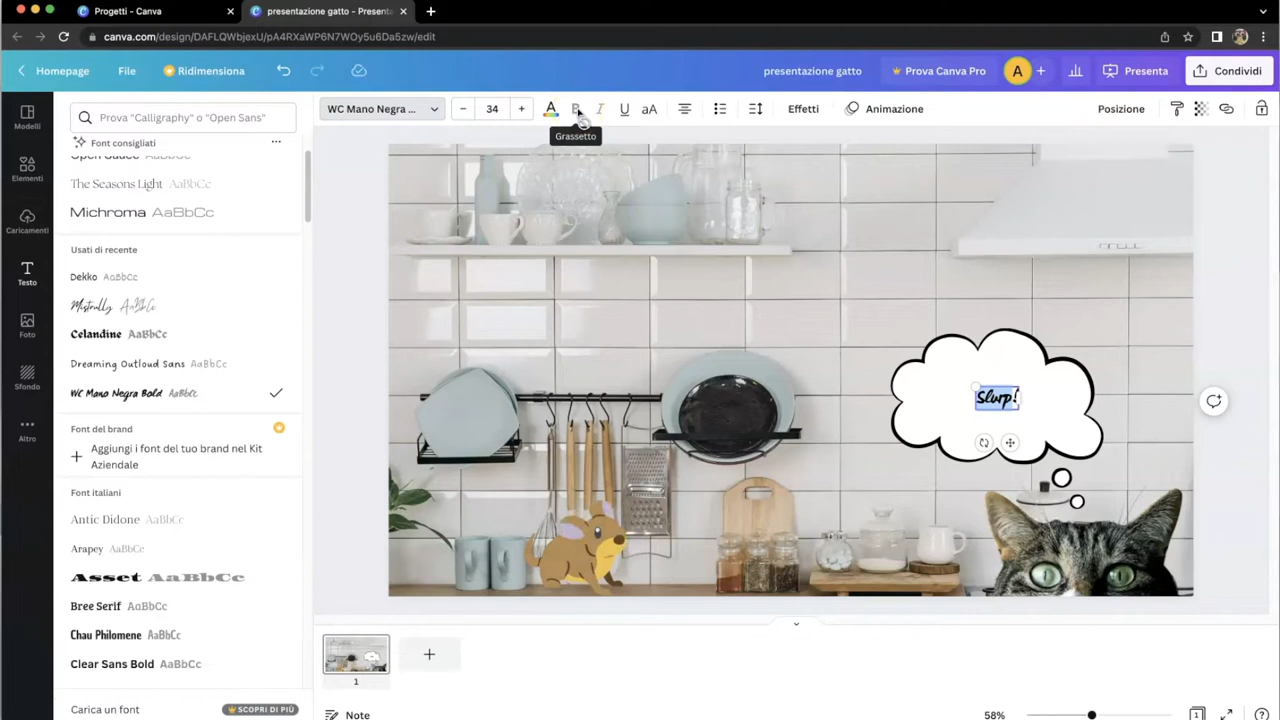 Progetti - Canva
presentazione gatto - Presenta
canva.com/design/DAFLQWbjexU/pA4RXaWP6N7WOy5u6Da5zw/edit
Homepage
File
Ridimensiona
presentazione gatto
Prova Canva Pro
A
Presenta
Condividi
Modelli
Elementi
Caricamenti
Testo
Foto
Sfondo
Altro
Prova "Calligraphy" o "Open Sans"
Font consigliati
Open Sauce AaBbCc
The Seasons Light AaBbCc
Michroma AaBbCc
Usati di recente
Dekko AaBbCc
Mistrully AaBbCc
Celandine AaBbCc
Dreaming Outloud Sans AaBbCc
WC Mano Negra Bold AaBbCc
Font del brand
Aggiungi i font del tuo brand nel Kit
Aziendale
Font italiani
Antic Didone AaBbCc
Arapey AaBbCc
Asset AaBbCc
Bree Serif AaBbCc
Chau Philomene AaBbCc
Clear Sans Bold AaBbCc
Carica un font
SCOPRI DI PIÙ
WC Mano Negra ...
34
A
B
I
U
aA
Effetti
Animazione
Posizione
Grassetto
Slurp!
1
Note
58%
1